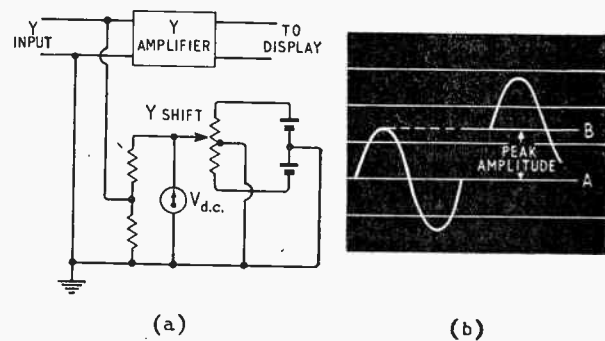 Y
INPUT
Y
AMPLIFIER
TO
DISPLAY
Y SHIFT
Vd.c.
B
PEAK
AMPLITUDE
A
(a)
(b)